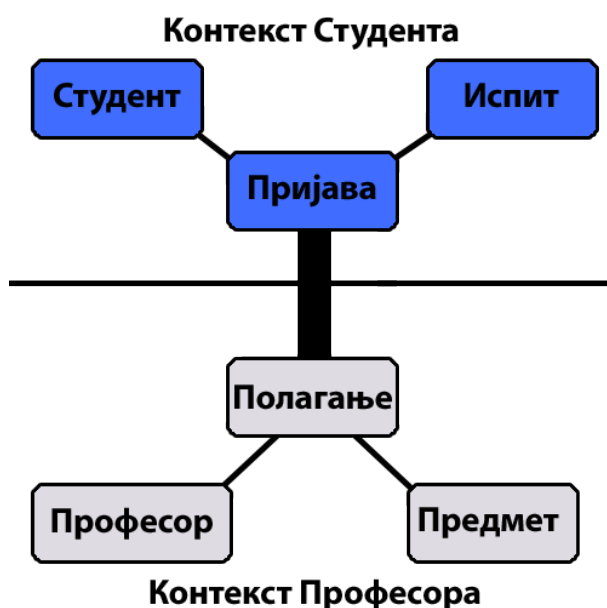 Контекст Студента
Студент
Испит
Пријава
Полагање
Професор
Предмет
Контекст Професора